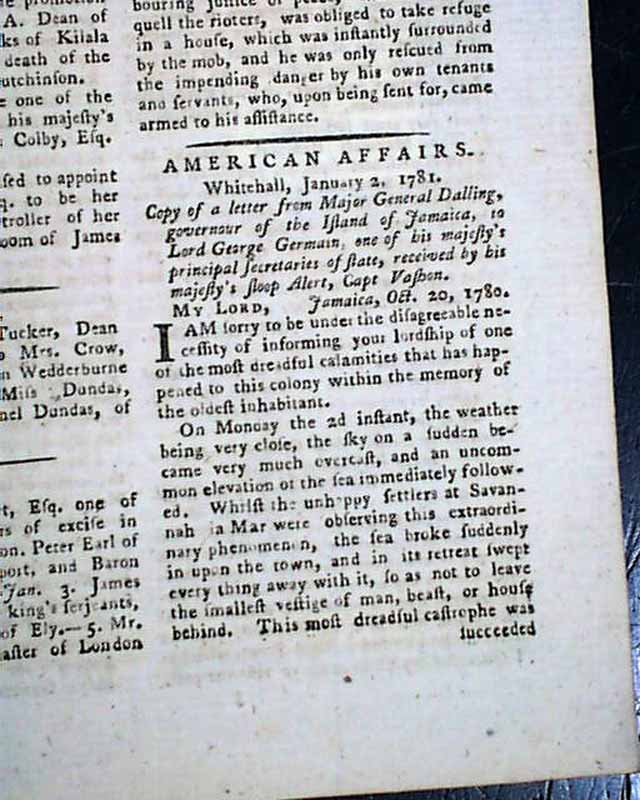 A. Dean of
ks of Kilala
death of the
utchinſon.
e one of the
his majeſty's
Colby, Eſq.
ſed to appoint
q. to be her
troller of her
oom of James
Tucker, Dean
o Mrs. Crow,
n Wedderburne
Miſs Dundas,
nel Dundas, of
t, Eſq. one of
rs of exciſe in
on. Peter Earl of
port, and Baron
Jan. 3. James
king's ſerjeants,
of Ely.—5. Mr.
aſter of London
bouring juſtice of peace,
quell the rioters, was obliged to take refuge
in a houſe, which was inſtantly ſurrounded
by the mob, and he was only reſcued from
the impending danger by his own tenants
and ſervants, who, upon being ſent for, came
armed to his aſſiſtance.
AMERICAN AFFAIRS.
Whitehall, January 2, 1781.
Copy of a letter from Major General Dalling,
governour of the Iſland of Jamaica, to
Lord George Germain, one of his majeſty's
principal ſecretaries of ſtate, received by his
majeſty's ſloop Alert, Capt Vaſhon.
MY LORD, Jamaica, Oct. 20, 1780.
I AM ſorry to be under the diſagreeable ne-
ceſſity of informing your lordſhip of one
of the moſt dreadful calamities that has hap-
pened to this colony within the memory of
the oldeſt inhabitant.
On Monday the 2d inſtant, the weather
being very cloſe, the ſky on a ſudden be-
came very much overcaſt, and an uncom-
mon elevation of the ſea immediately follow-
ed. Whilſt the unhappy ſettlers at Savan-
nah la Mar were obſerving this extraordi-
nary phenomenon, the ſea broke ſuddenly
in upon the town, and in its retreat ſwept
every thing away with it, ſo as not to leave
the ſmalleſt veſtige of man, beaſt, or houſe
behind. This moſt dreadful caſtrophe was
ſucceeded